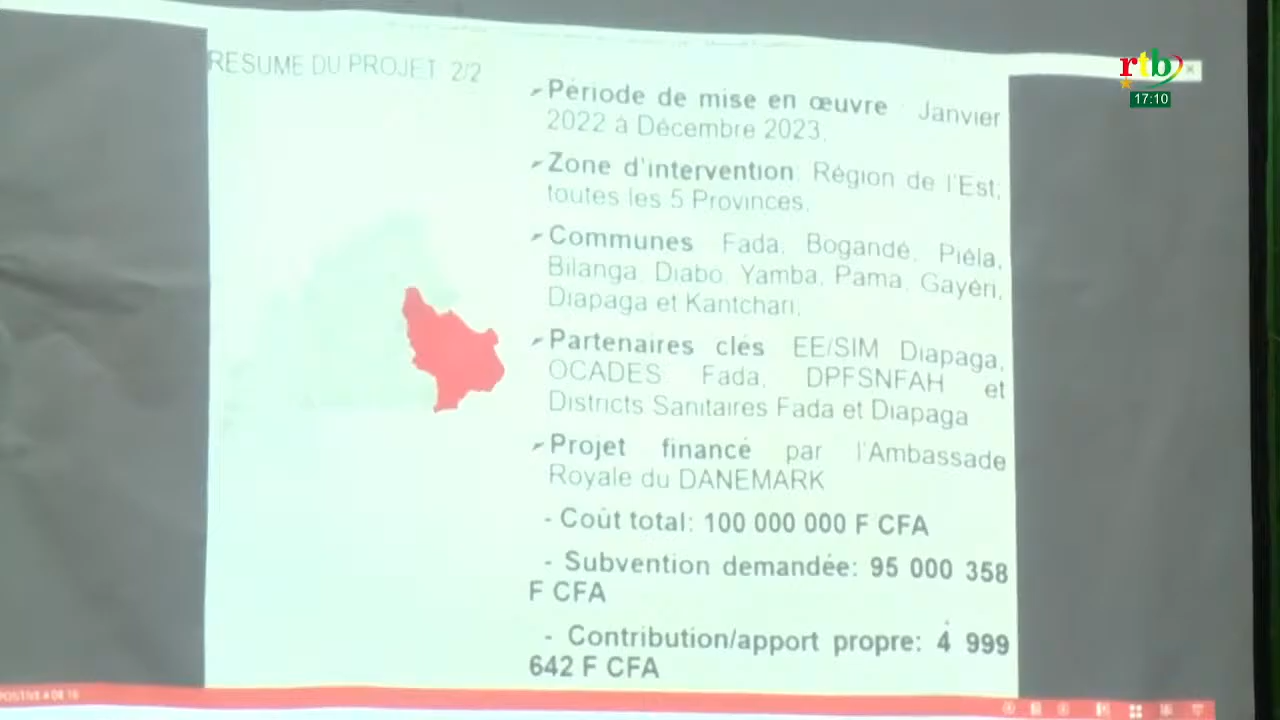 RESUME DU PROJET 2/2
rtb
17:10
Période de mise en œuvre : Janvier
2022 à Décembre 2023.
Zone d'intervention: Région de l'Est;
toutes les 5 Provinces.
Communes Fada, Bogandé, Piéla,
Bilanga, Diabo, Yamba, Pama, Gayéri,
Diapaga et Kantchari.
Partenaires clés EE/SIM Diapaga,
OCADES Fada, DPFSNFAH et
Districts Sanitaires Fada et Diapaga
Projet financé par l'Ambassade
Royale du DANEMARK
- Coût total: 100 000 000 F CFA
- Subvention demandée: 95 000 358
F CFA
- Contribution/apport propre: 4 999
642 F CFA